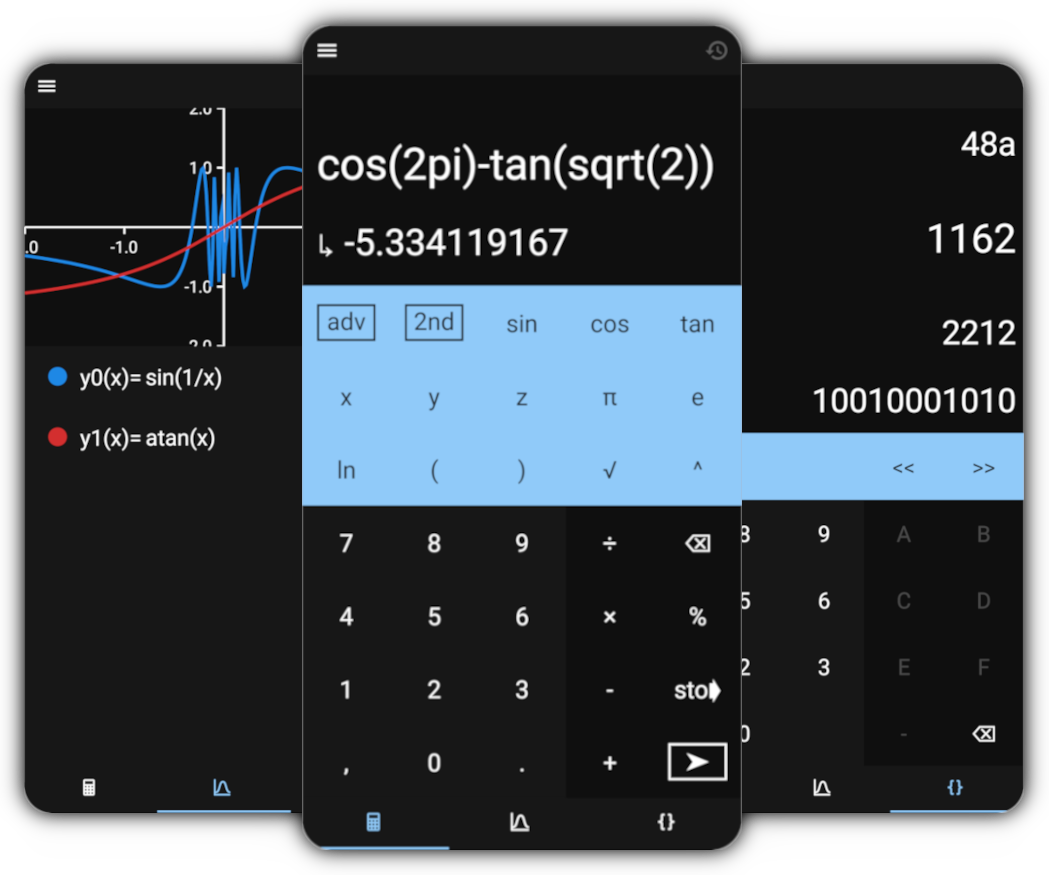 2.0
1.0
.0
-1.0
-1.0
2.0
y0(x)= sin(1/x)
y1(x)= atan(x)
cos(2pi)-tan(sqrt(2))
↳ -5.334119167
adv 2nd sin cos tan
x y z π e
ln ( ) √ ^
7 8 9 ÷
4 5 6 × %
1 2 3 - sto
, 0 . +
{}
48a
1162
2212
10010001010
<< >>
8 9 A B
5 6 C D
2 3 E F
0 -
{}